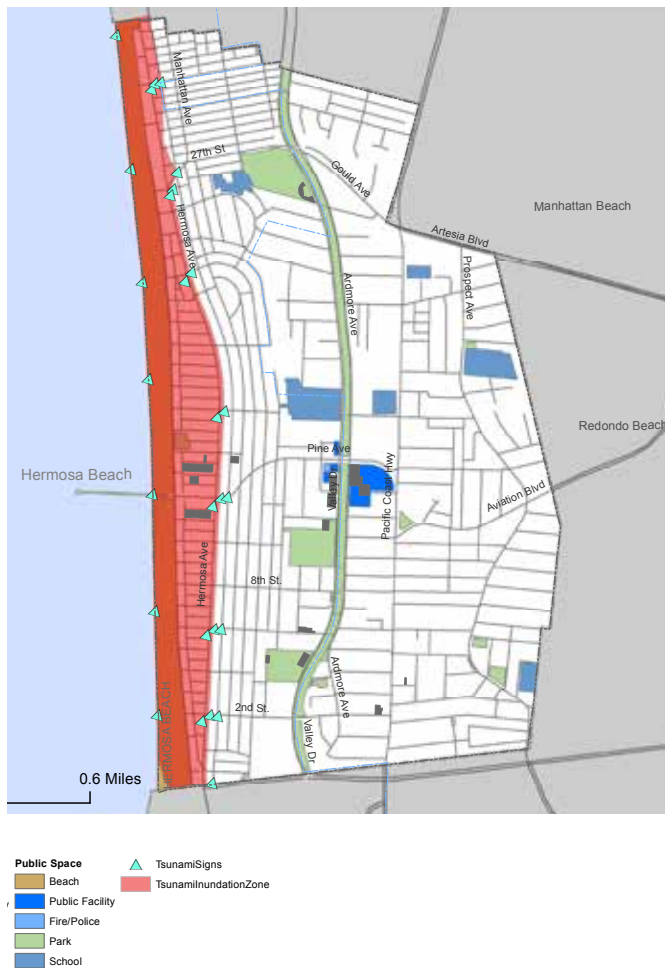 Manhattan Ave
27th St
Gould Ave
Manhattan Beach
Hermosa Ave
Artesia Blvd
Prospect Ave
Ardmore Ave
Redondo Beach
Pine Ave
Hermosa Beach
Valley Dr
Pacific Coast Hwy
Aviation Blvd
Hermosa Ave
8th St.
Ardmore Ave
HERMOSA BEACH
2nd St.
Valley Dr
0.6 Miles
Public Space
Beach
Public Facility
Fire/Police
Park
School
TsunamiSigns
TsunamiInundationZone